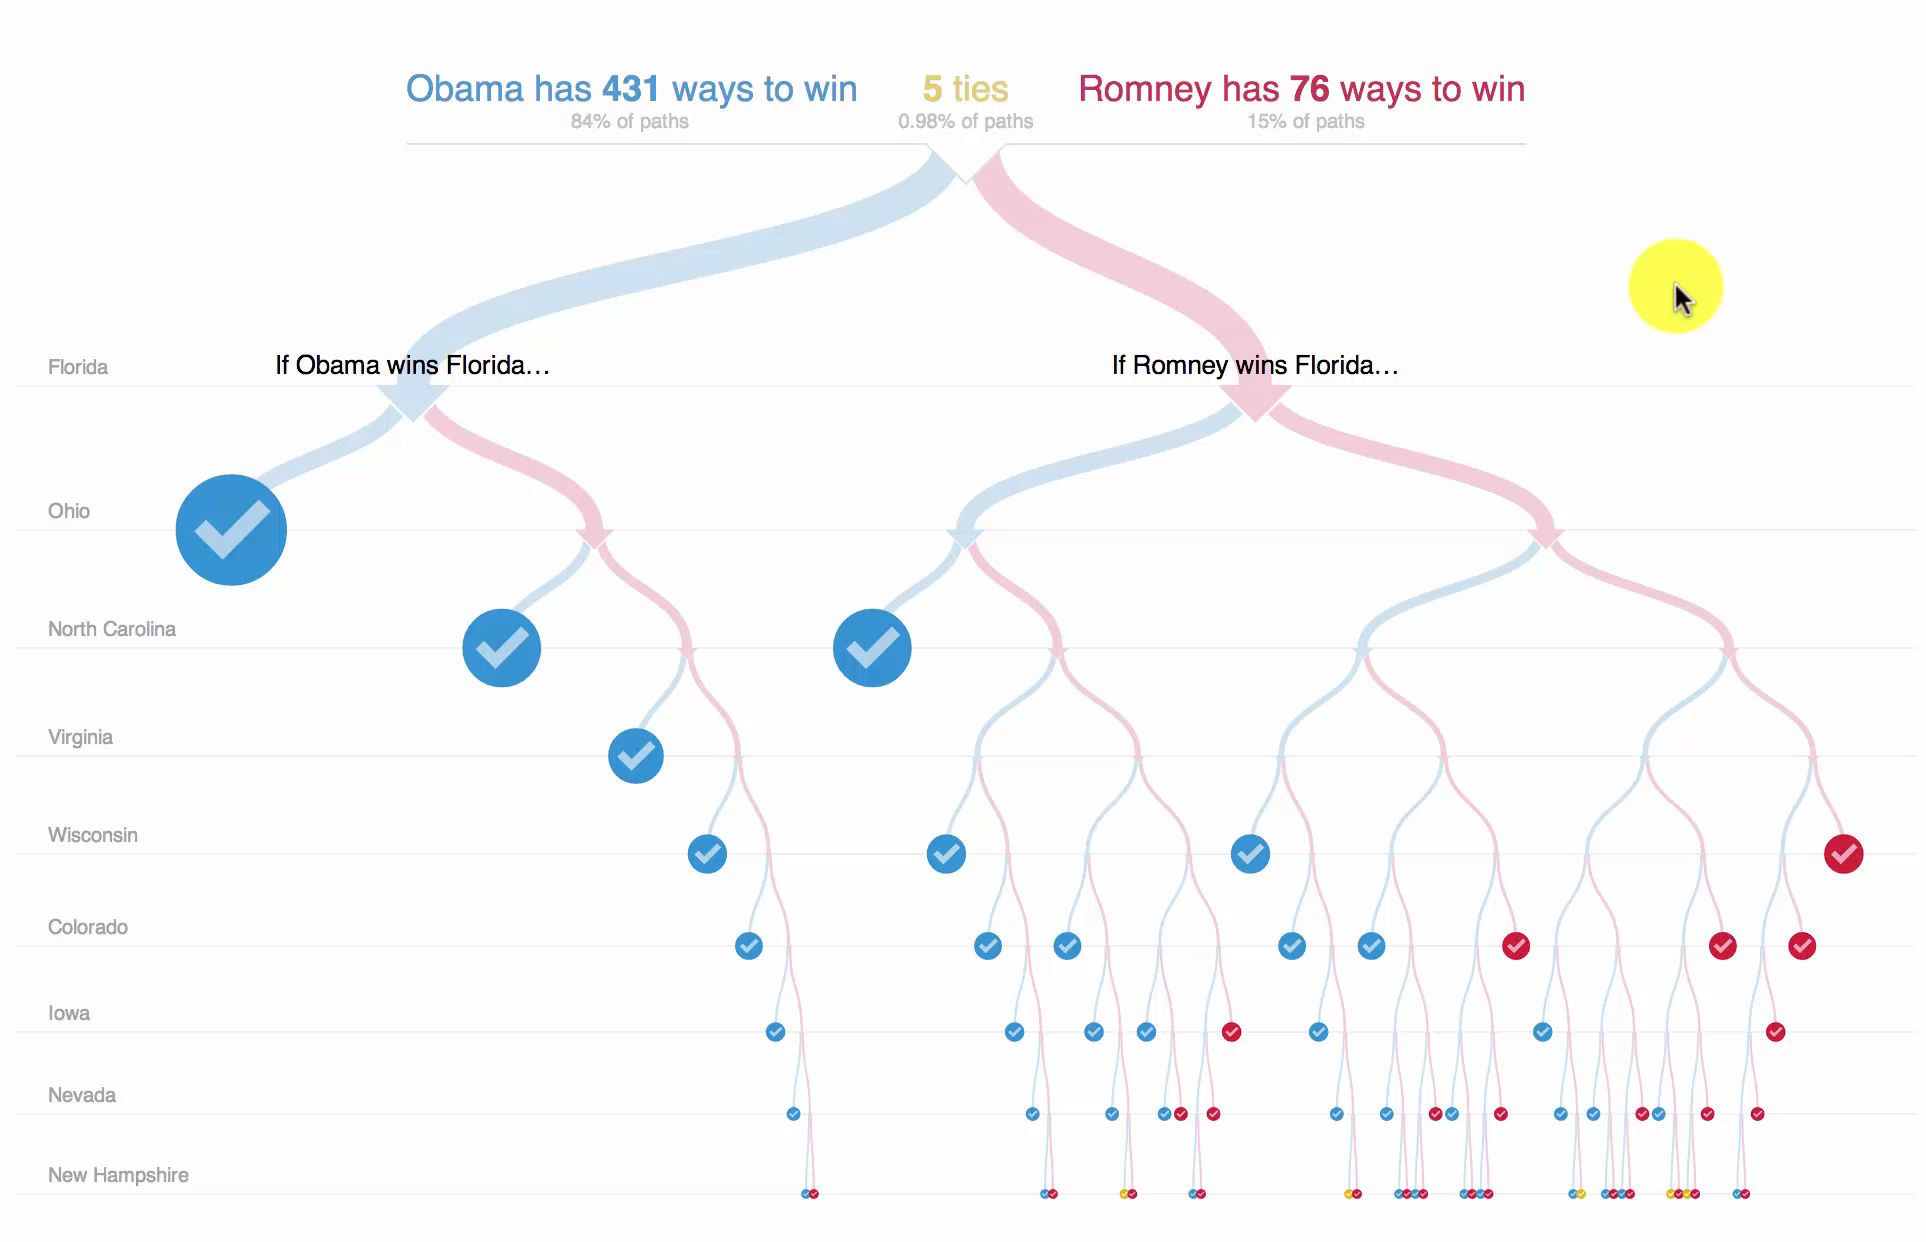 Obama has 431 ways to win
84% of paths
5 ties
0.98% of paths
Romney has 76 ways to win
15% of paths
Florida
If Obama wins Florida…
If Romney wins Florida…
Ohio
North Carolina
Virginia
Wisconsin
Colorado
Iowa
Nevada
New Hampshire